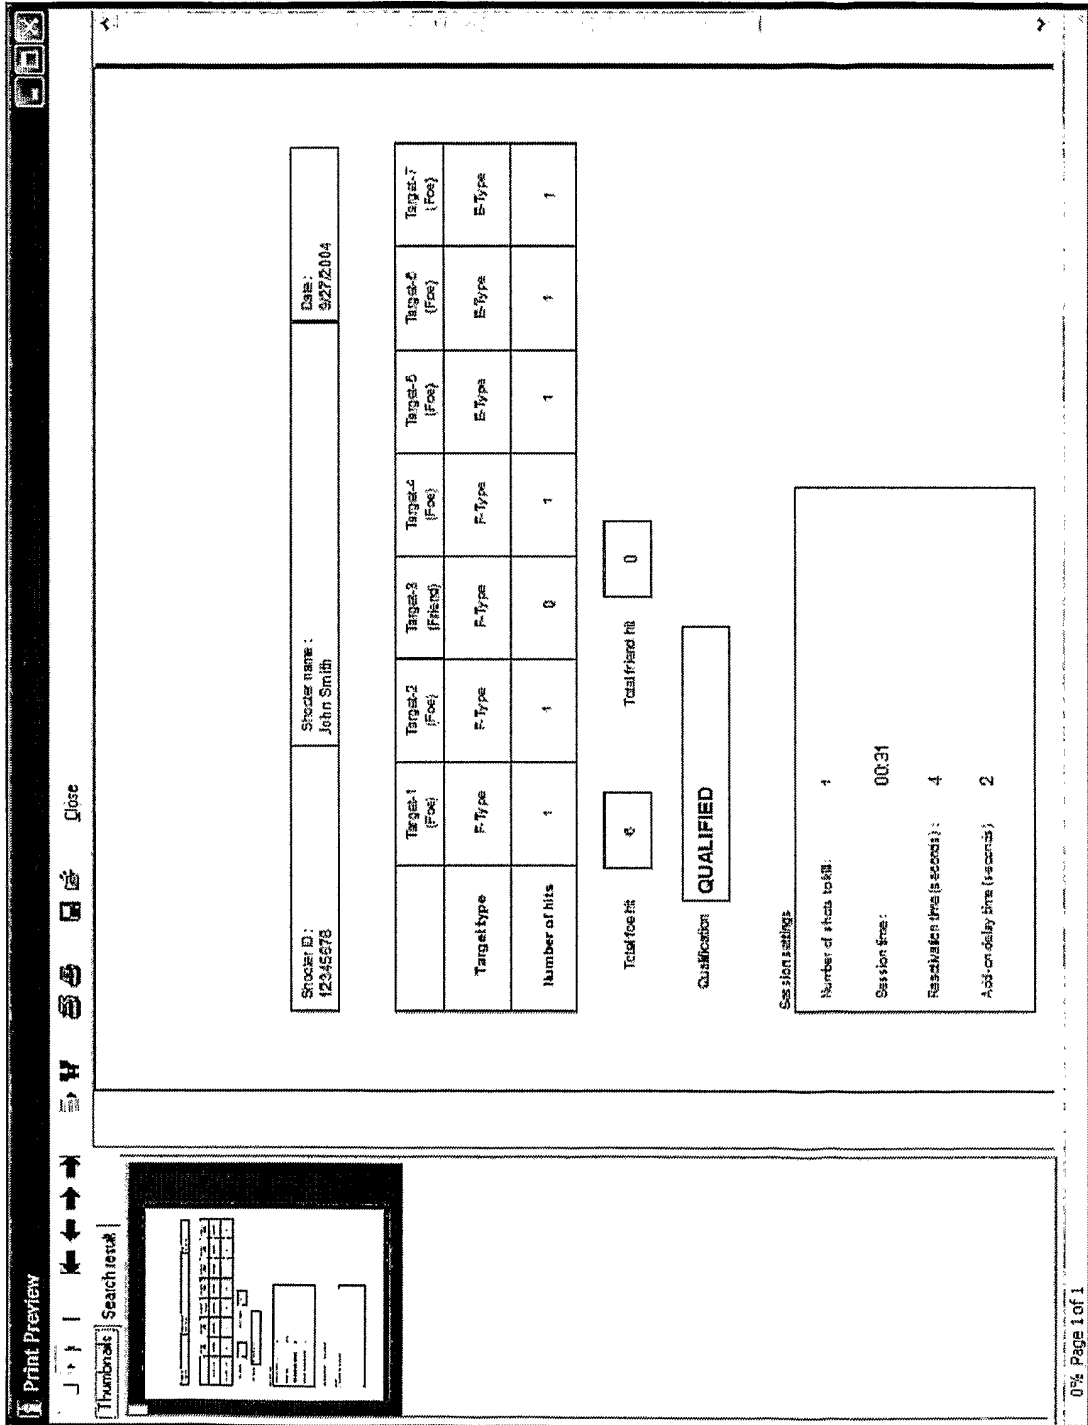 Print Preview
Close
Thumbnails Search result
Shooter ID :
12345678
Shooter name :
John Smith
Date :
9/27/2004
Target-1
(Foe)
Target-2
(Foe)
Target-3
(Friend)
Target-4
(Foe)
Target-5
(Foe)
Target-6
(Foe)
Target-7
(Foe)
Target type F-Type F-Type F-Type F-Type E-Type E-Type E-Type
Number of hits 1 1 0 1 1 1 1
Total foe hit 6 Total friend hit 0
Qualification QUALIFIED
Session settings
Number of shots to kill: 1
Session time : 00:31
Reactivation time (seconds) : 4
Add-on delay time (seconds) : 2
0% Page 1 of 1